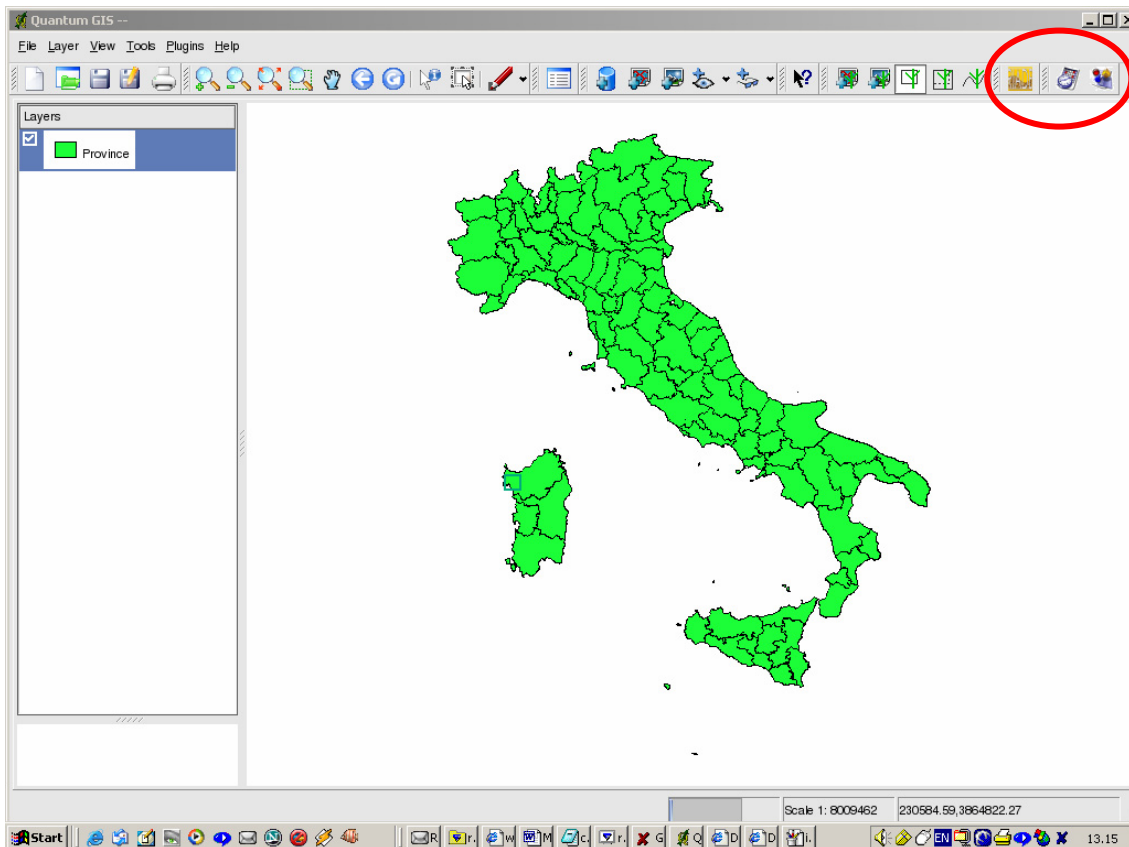 Quantum GIS --
File Layer View Tools Plugins Help
Layers
Province
Scale 1: 8009462
230584.59,3864822.27
Start
R
r.
w
M
c.
r.
G
Q
D
D
i.
EN
13.15